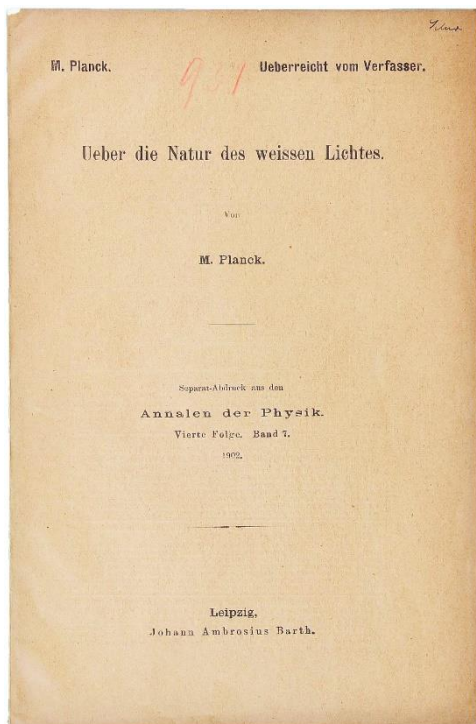 M. Planck. Ueberreicht vom Verfasser.
Ueber die Natur des weissen Lichtes.
Von
M. Planck.
Separat-Abdruck aus den
Annalen der Physik.
Vierte Folge. Band 7.
1902.
Leipzig,
Johann Ambrosius Barth.